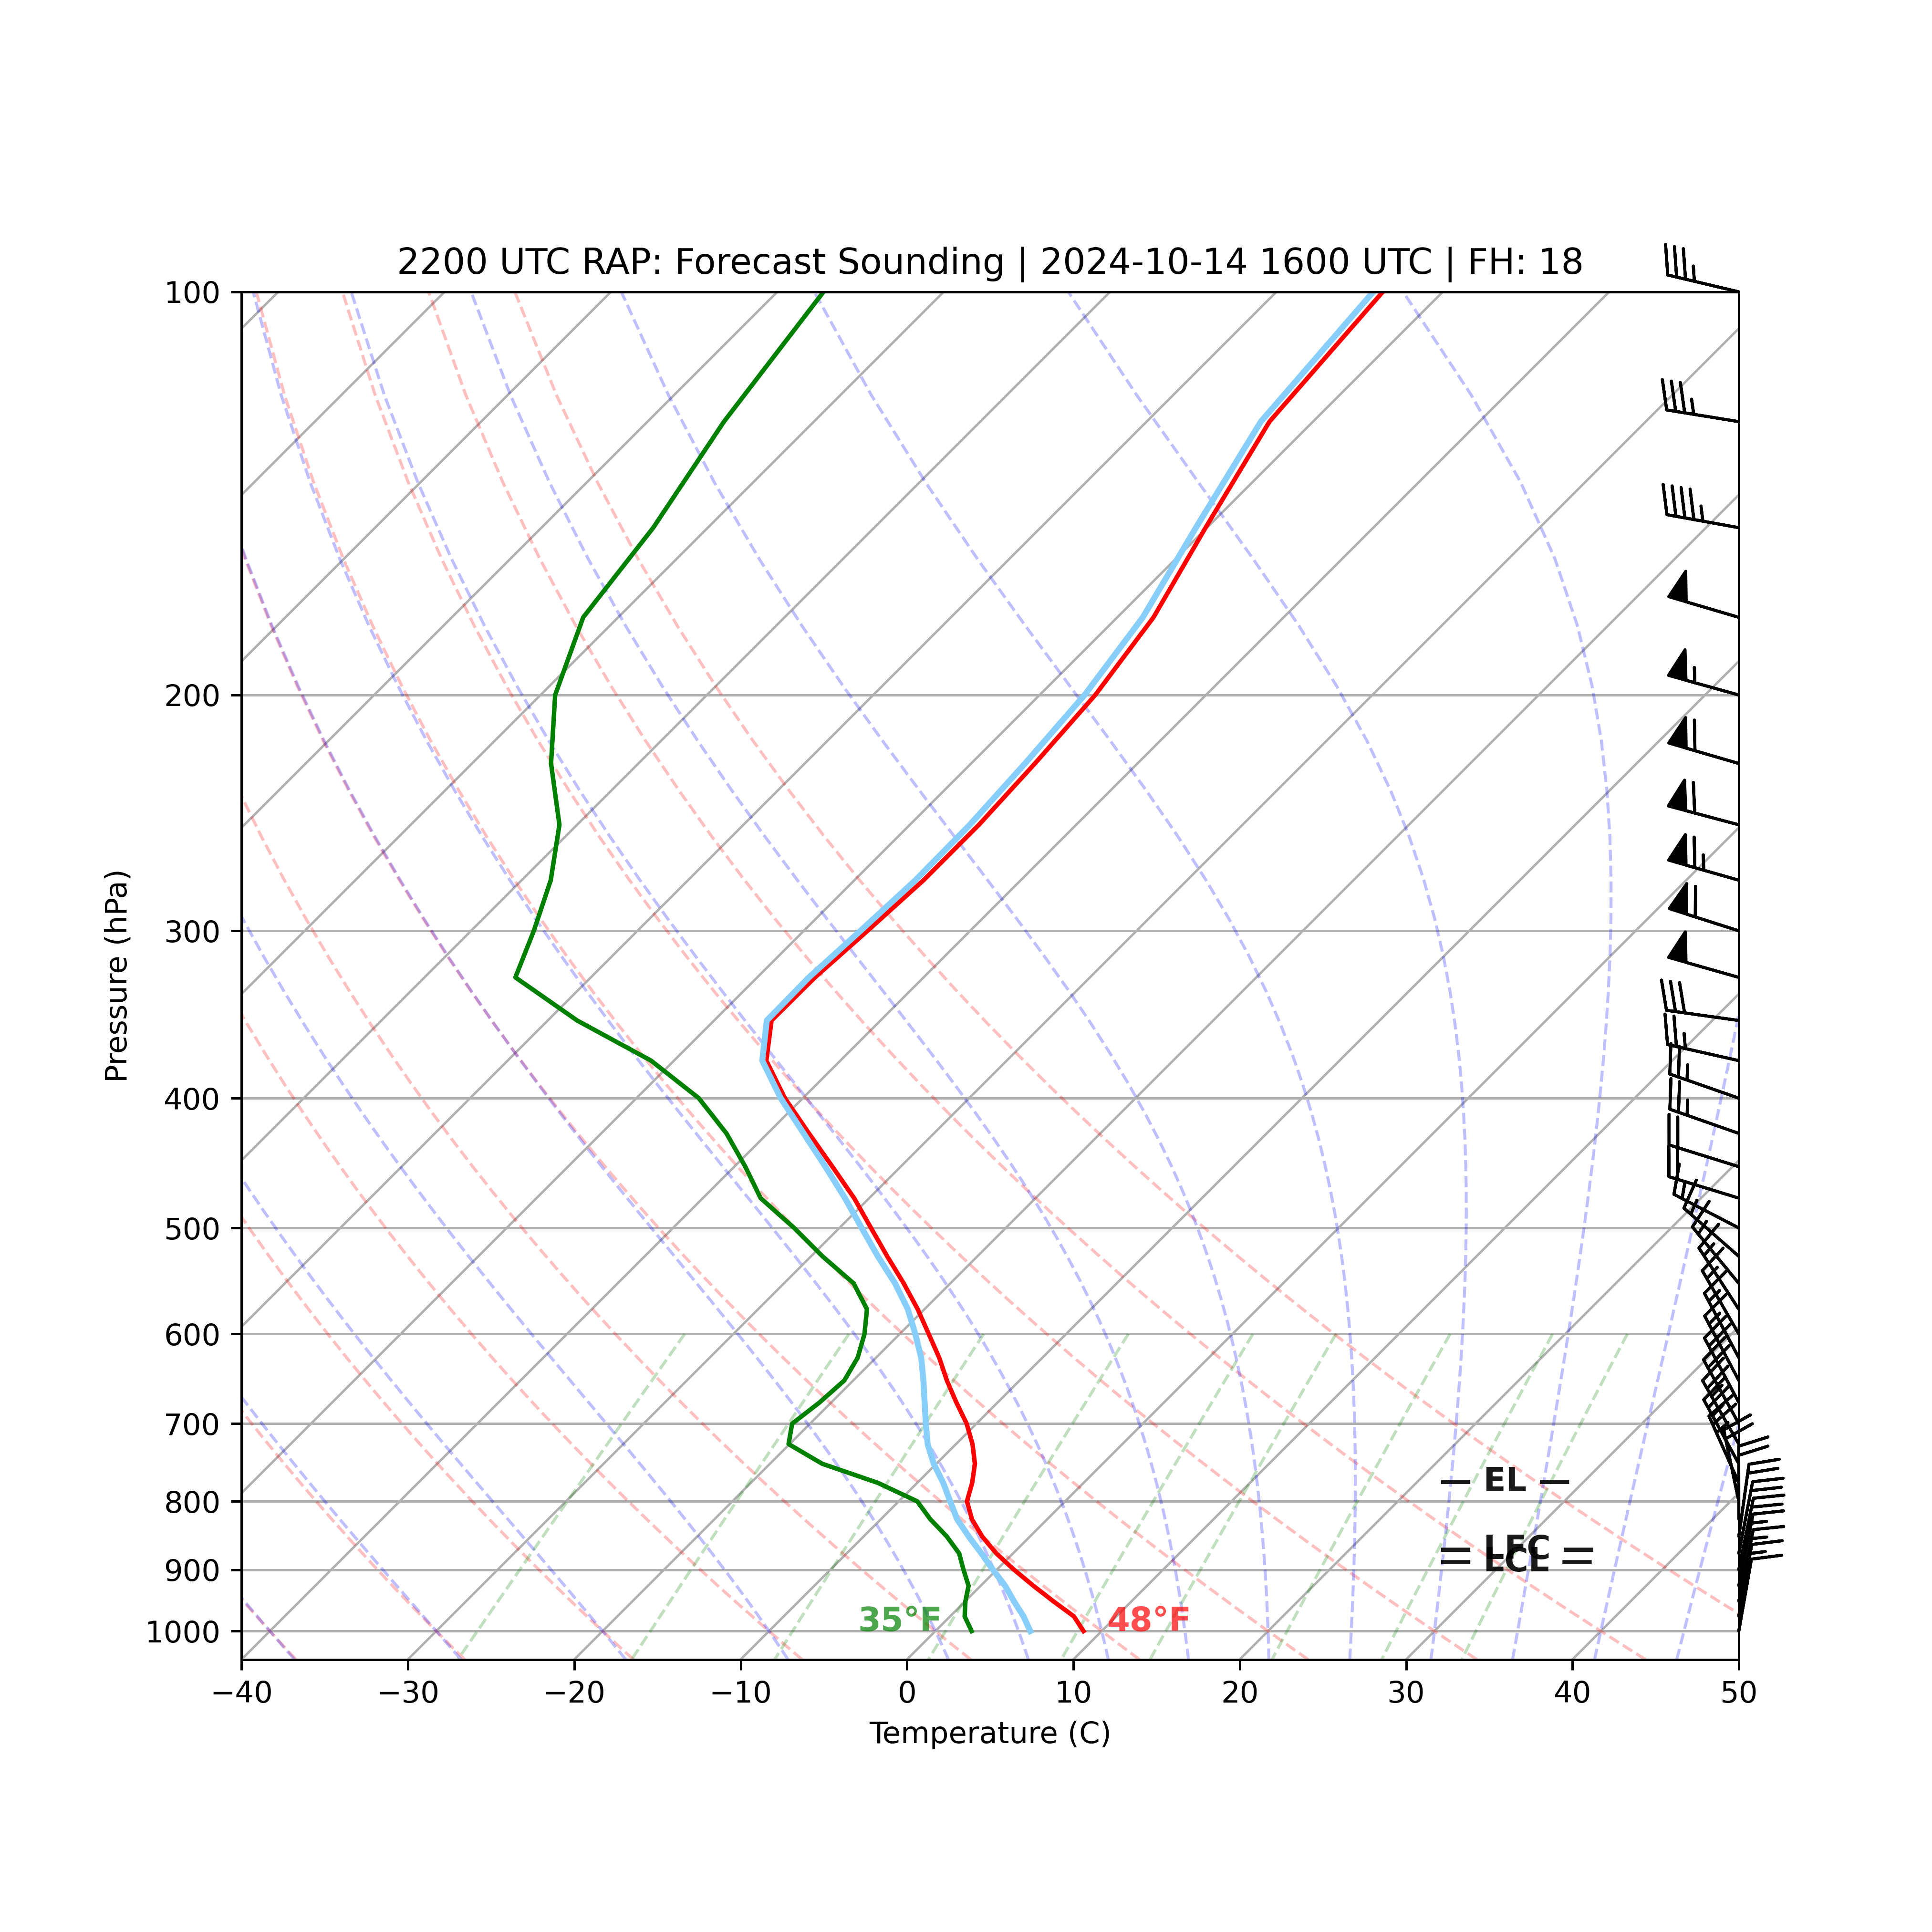 2200 UTC RAP: Forecast Sounding | 2024-10-14 1600 UTC | FH: 18
100
200
300
400
500
600
700
800
900
1000
Pressure (hPa)
— EL —
— LFC —
— LCL —
35°F
48°F
−40 −30 −20 −10 0 10 20 30 40 50
Temperature (C)